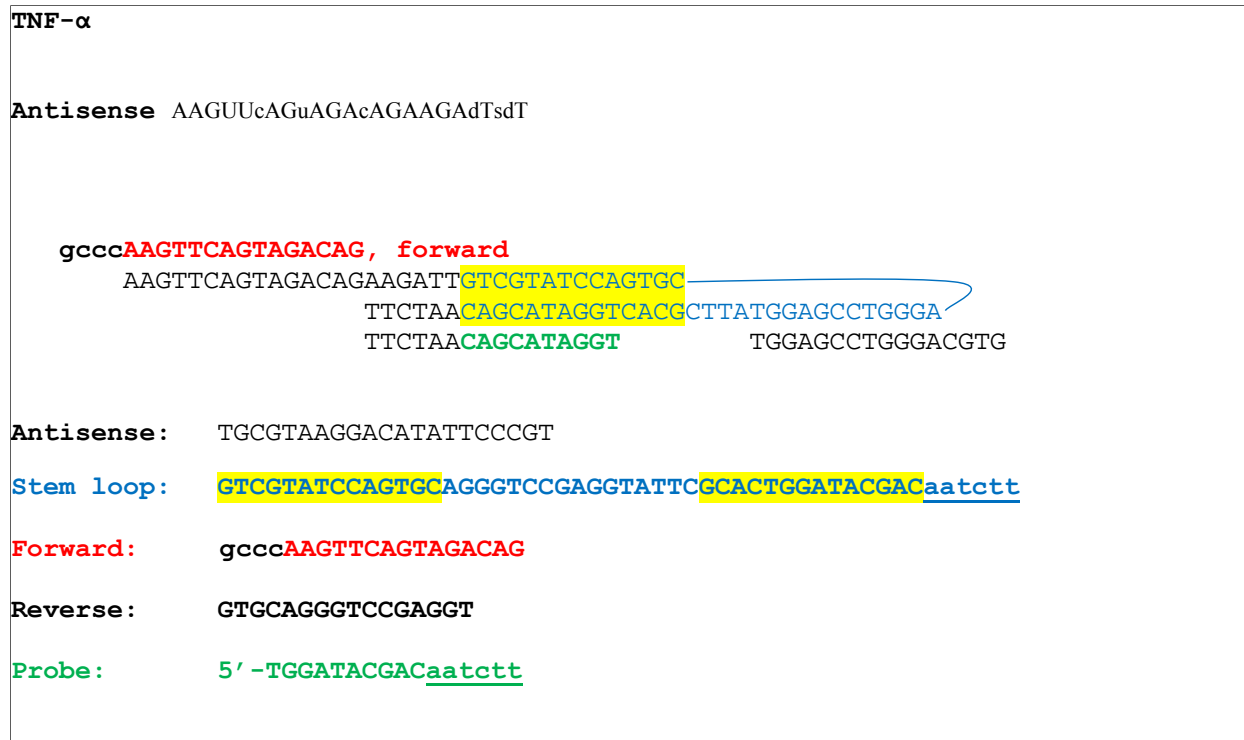 TNF-α
Antisense AAGUUcAGuAGAcAGAAGAdTsdT
gcccAAGTTCAGTAGACAG, forward
AAGTTCAGTAGACAGAAGATTGTCGTATCCAGTGC
TTCTAACAGCATAGGTCACGCTTATGGAGCCTGGGA
TTCTAACAGCATAGGT TGGAGCCTGGGACGTG
Antisense: TGCGTAAGGACATATTCCCGT
Stem loop: GTCGTATCCAGTGCAGGGTCCGAGGTATTCGCACTGGATACGACaatctt
Forward: gcccAAGTTCAGTAGACAG
Reverse: GTGCAGGGTCCGAGGT
Probe: 5′-TGGATACGACaatctt